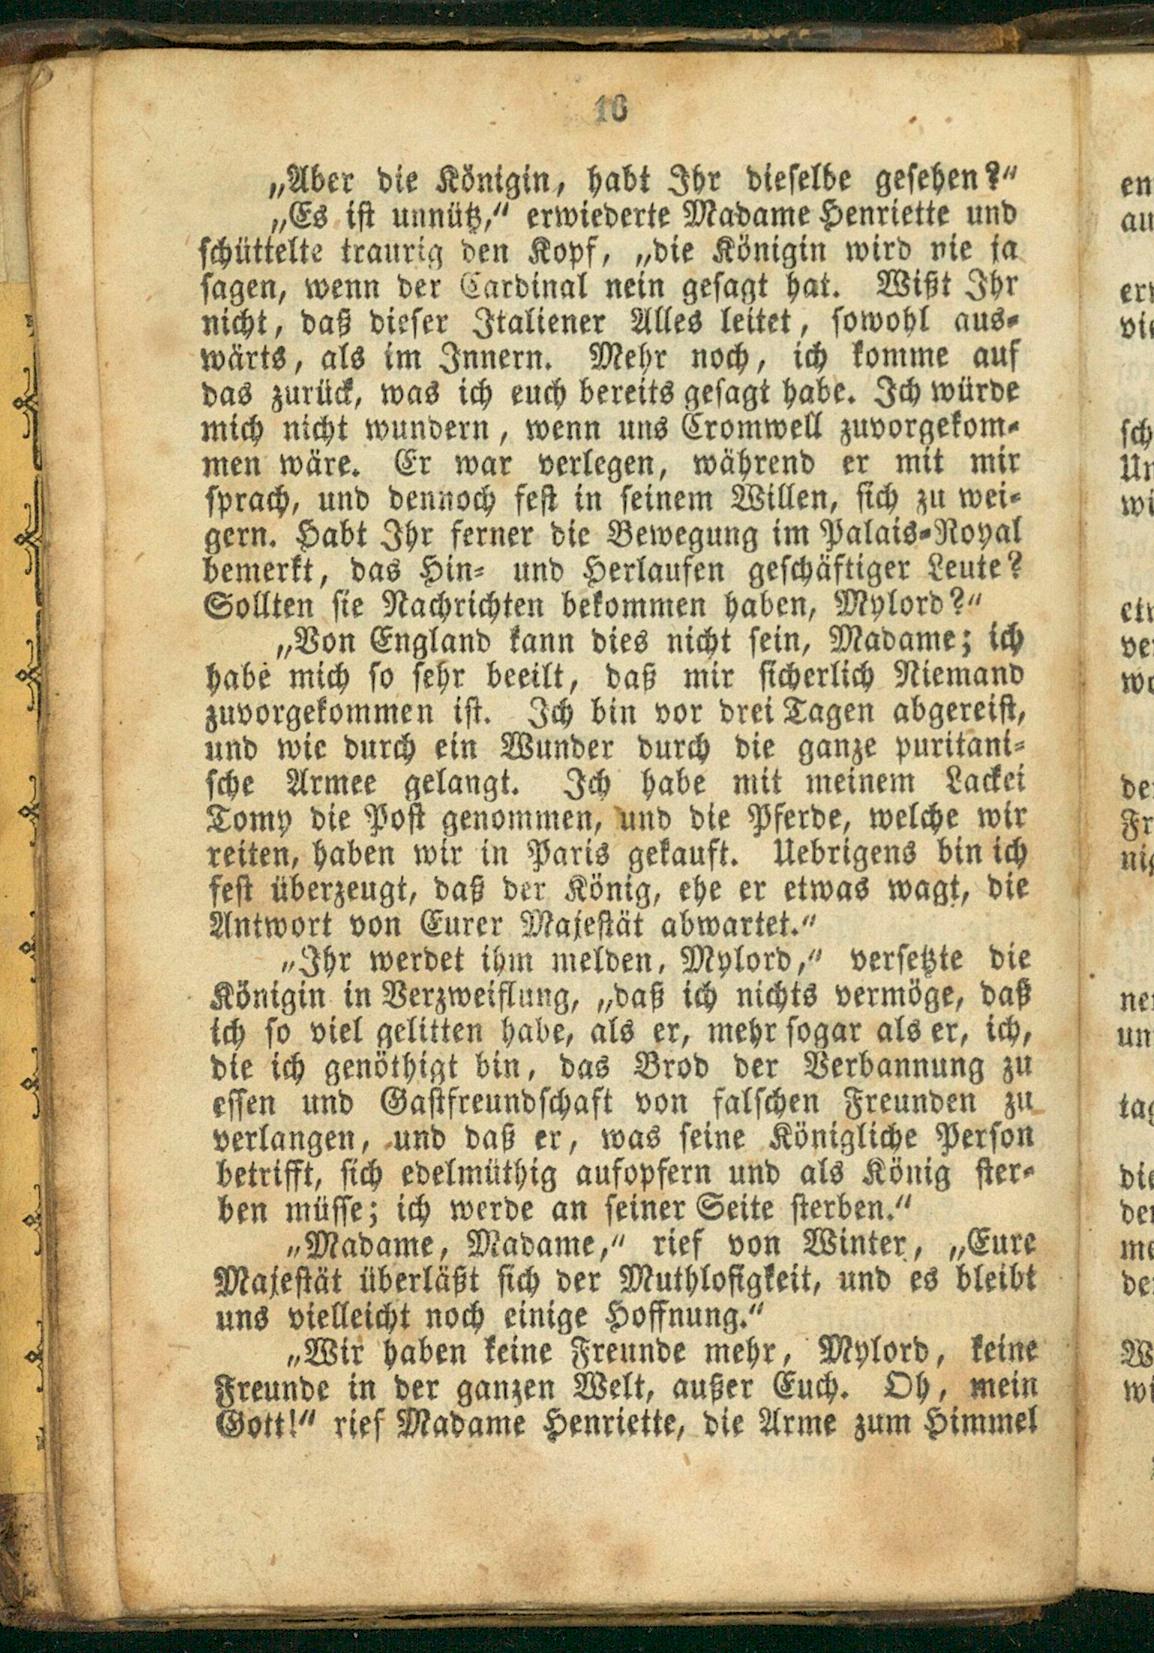 16
„Aber die Königin, habt Ihr dieselbe gesehen?“
„Es ist unnütz,“ erwiederte Madame Henriette und
schüttelte traurig den Kopf, „die Königin wird nie ja
sagen, wenn der Cardinal nein gesagt hat. Wißt Ihr
nicht, daß dieser Italiener Alles leitet, sowohl aus-
wärts, als im Innern. Mehr noch, ich komme auf
das zurück, was ich euch bereits gesagt habe. Ich würde
mich nicht wundern, wenn uns Cromwell zuvorgekom-
men wäre. Er war verlegen, während er mit mir
sprach, und dennoch fest in seinem Willen, sich zu wei-
gern. Habt Ihr ferner die Bewegung im Palais-Royal
bemerkt, das Hin- und Herlaufen geschäftiger Leute?
Sollten sie Nachrichten bekommen haben, Mylord?“
„Von England kann dies nicht sein, Madame; ich
habe mich so sehr beeilt, daß mir sicherlich Niemand
zuvorgekommen ist. Ich bin vor drei Tagen abgereist,
und wie durch ein Wunder durch die ganze puritani-
sche Armee gelangt. Ich habe mit meinem Lackei
Tomy die Post genommen, und die Pferde, welche wir
reiten, haben wir in Paris gekauft. Uebrigens bin ich
fest überzeugt, daß der König, ehe er etwas wagt, die
Antwort von Eurer Majestät abwartet.“
„Ihr werdet ihm melden, Mylord,“ versetzte die
Königin in Verzweiflung, „daß ich nichts vermöge, daß
ich so viel gelitten habe, als er, mehr sogar als er, ich,
die ich genöthigt bin, das Brod der Verbannung zu
essen und Gastfreundschaft von falschen Freunden zu
verlangen, und daß er, was seine Königliche Person
betrifft, sich edelmüthig aufopfern und als König ster-
ben müsse; ich werde an seiner Seite sterben.“
„Madame, Madame,“ rief von Winter, „Eure
Majestät überläßt sich der Muthlosigkeit, und es bleibt
uns vielleicht noch einige Hoffnung.“
„Wir haben keine Freunde mehr, Mylord, keine
Freunde in der ganzen Welt, außer Euch. Oh, mein
Gott!“ rief Madame Henriette, die Arme zum Himmel